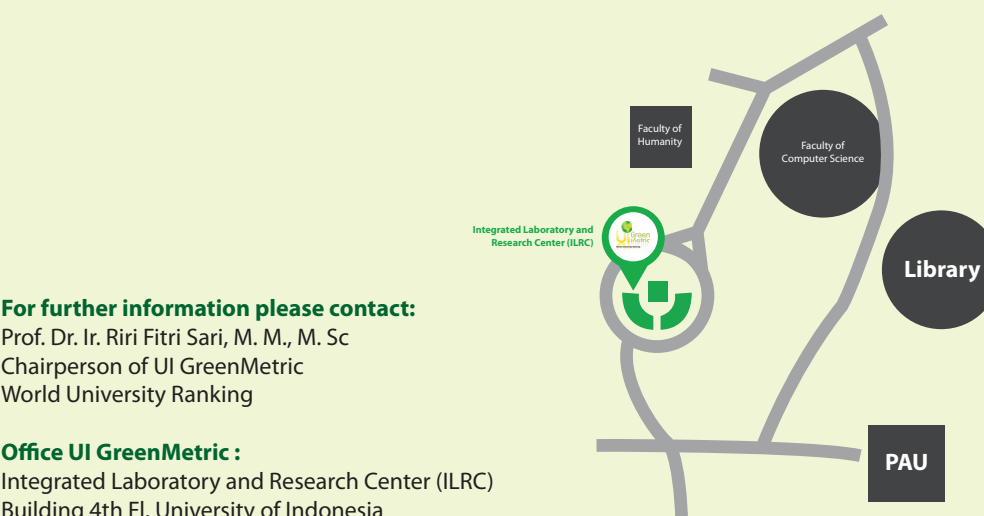 Faculty of
Humanity
Faculty of
Computer Science
Integrated Laboratory and
Research Center (ILRC)
Green
Metric
Library
For further information please contact:
Prof. Dr. Ir. Riri Fitri Sari, M. M., M. Sc
Chairperson of UI GreenMetric
World University Ranking
Office UI GreenMetric :
Integrated Laboratory and Research Center (ILRC)
Building 4th Fl. University of Indonesia
PAU